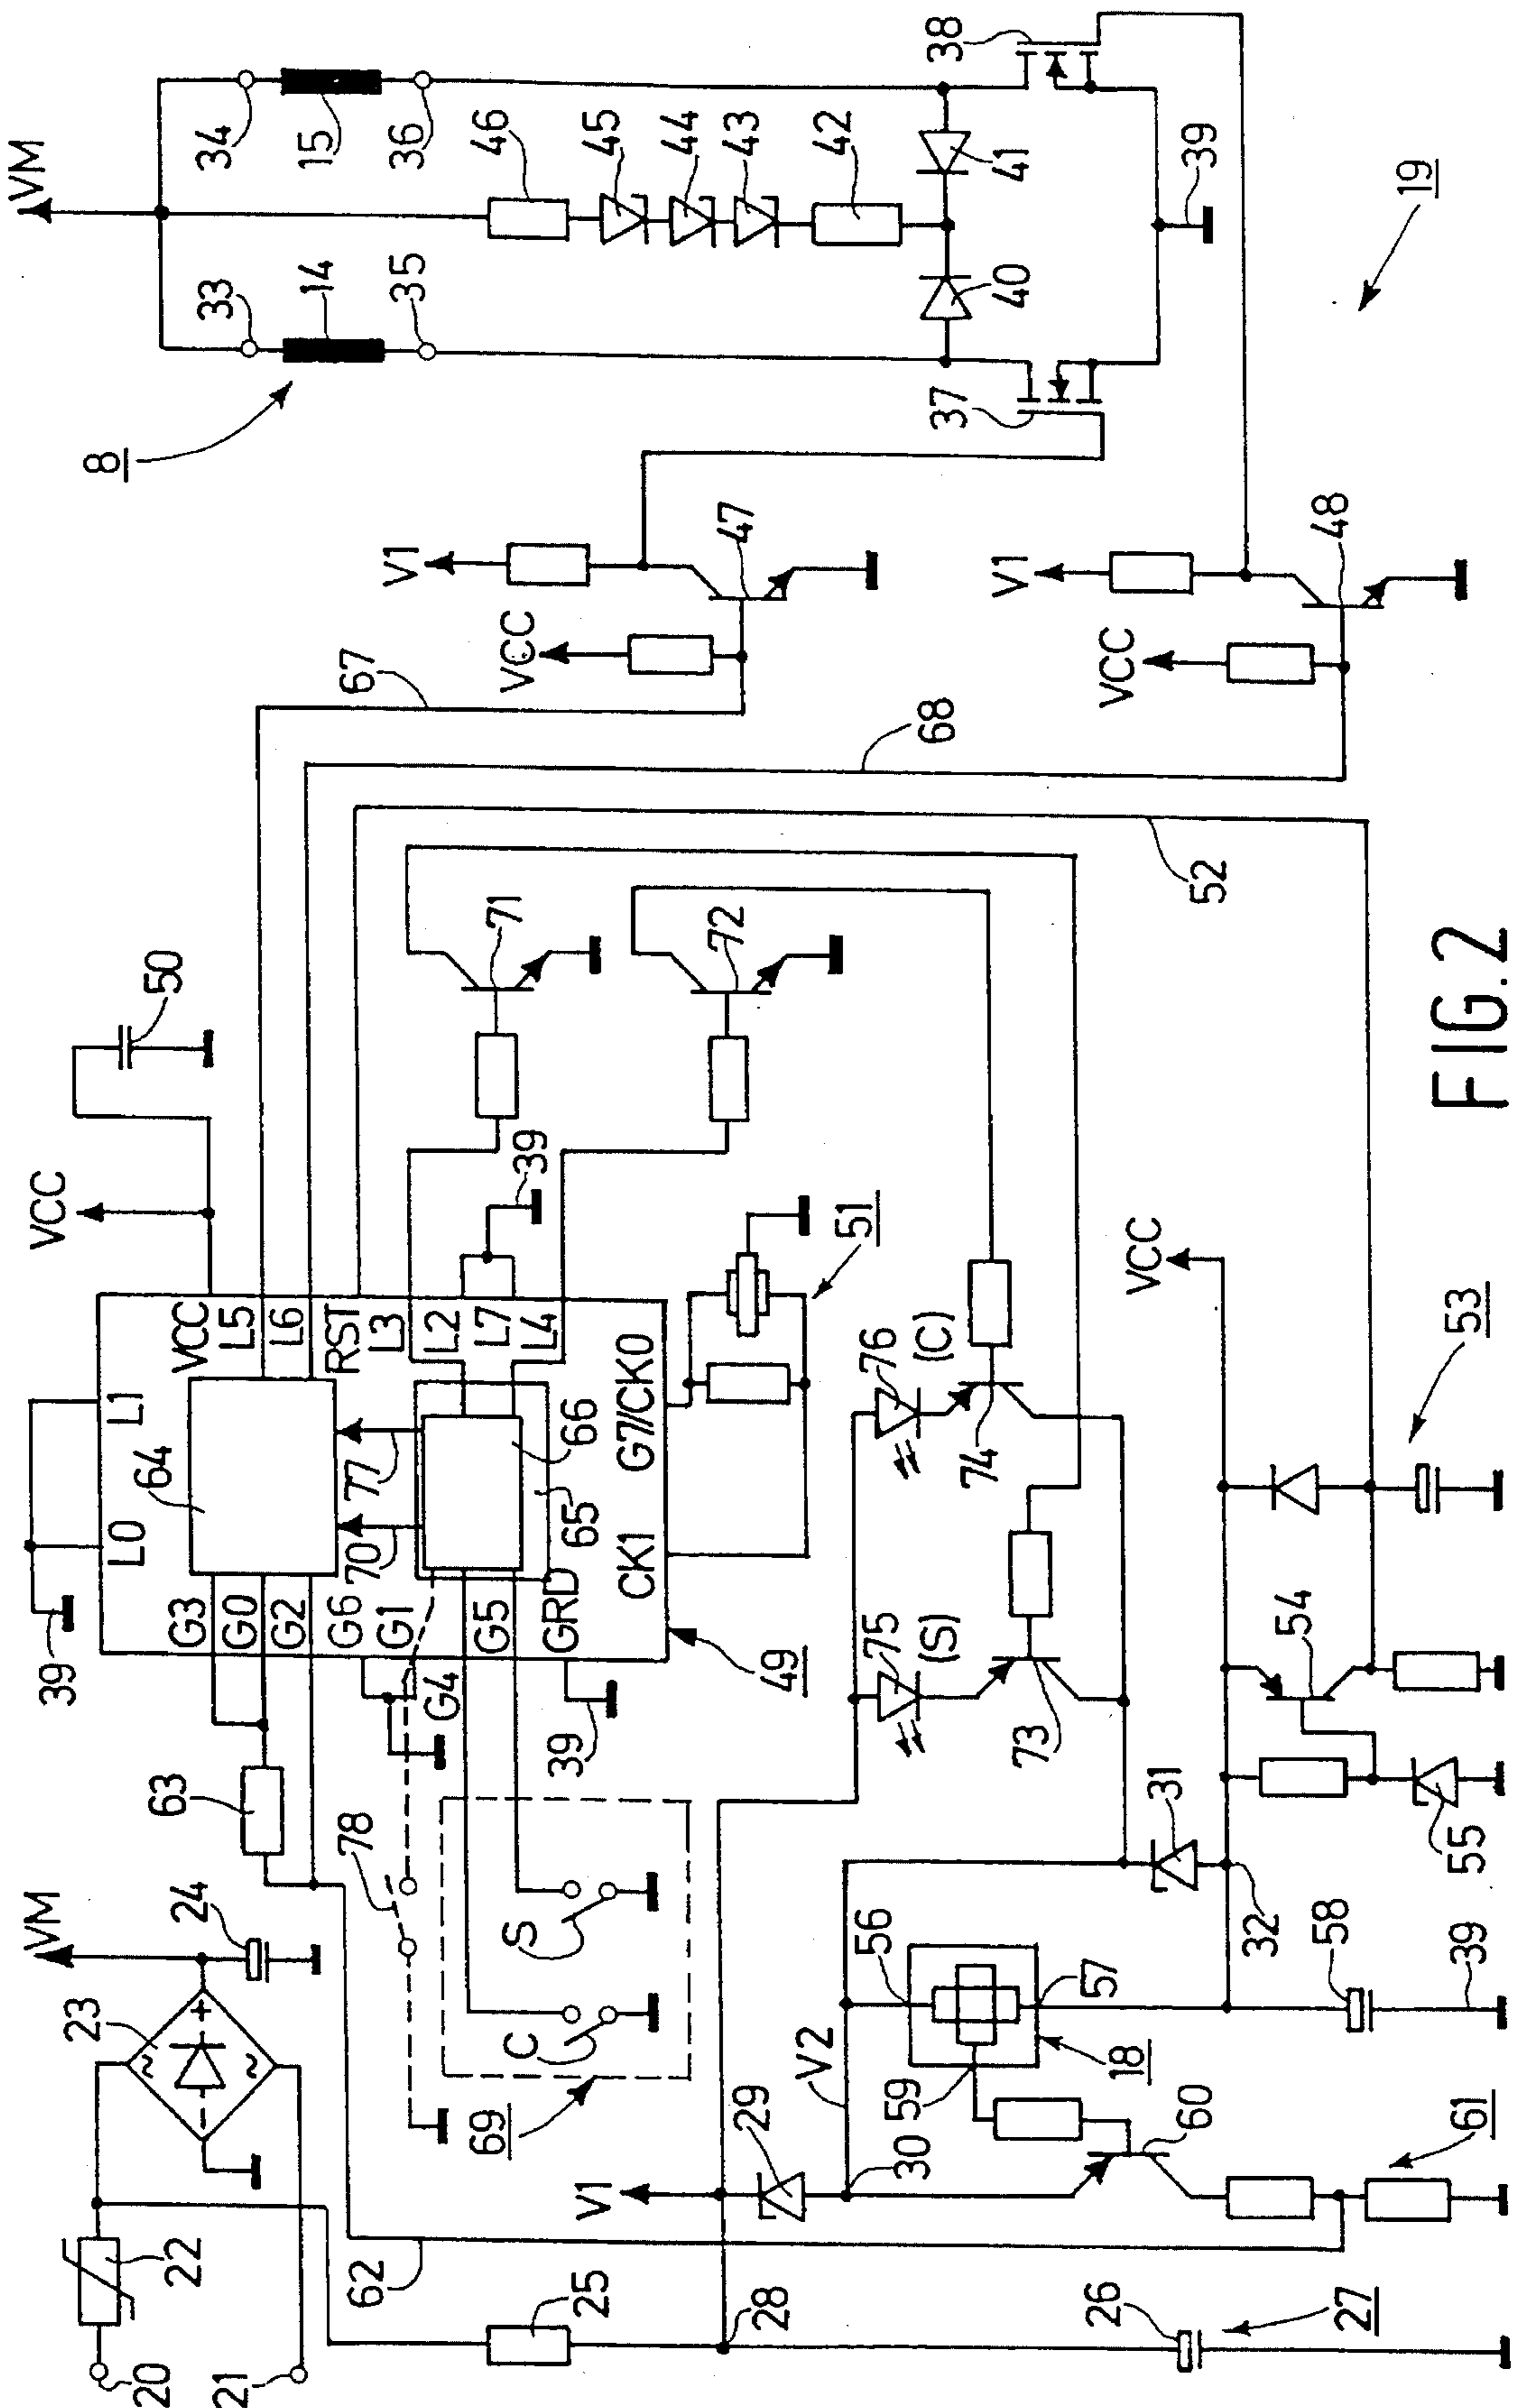 VM
34
15
36
46
45
44
43
42
41
38
33
14
35
40
37
39
19
8
V1
47
VCC
67
V1
48
VCC
68
52
50
VCC
71
72
39
51
L0
L1
64
VCC
L5
L6
RST
L3
L2
L7
L4
G3
G0
G2
G6
G1
G4
G5
GRD
70
77
66
65
G7/CK0
CK1
39
49
39
63
VM
24
23
~
+
-
~
22
20
21
62
25
28
26
27
78
S
C
69
V1
29
30
V2
56
57
18
59
60
61
75
(S)
76
(C)
73
74
31
32
58
39
VCC
53
54
55
FIG.2